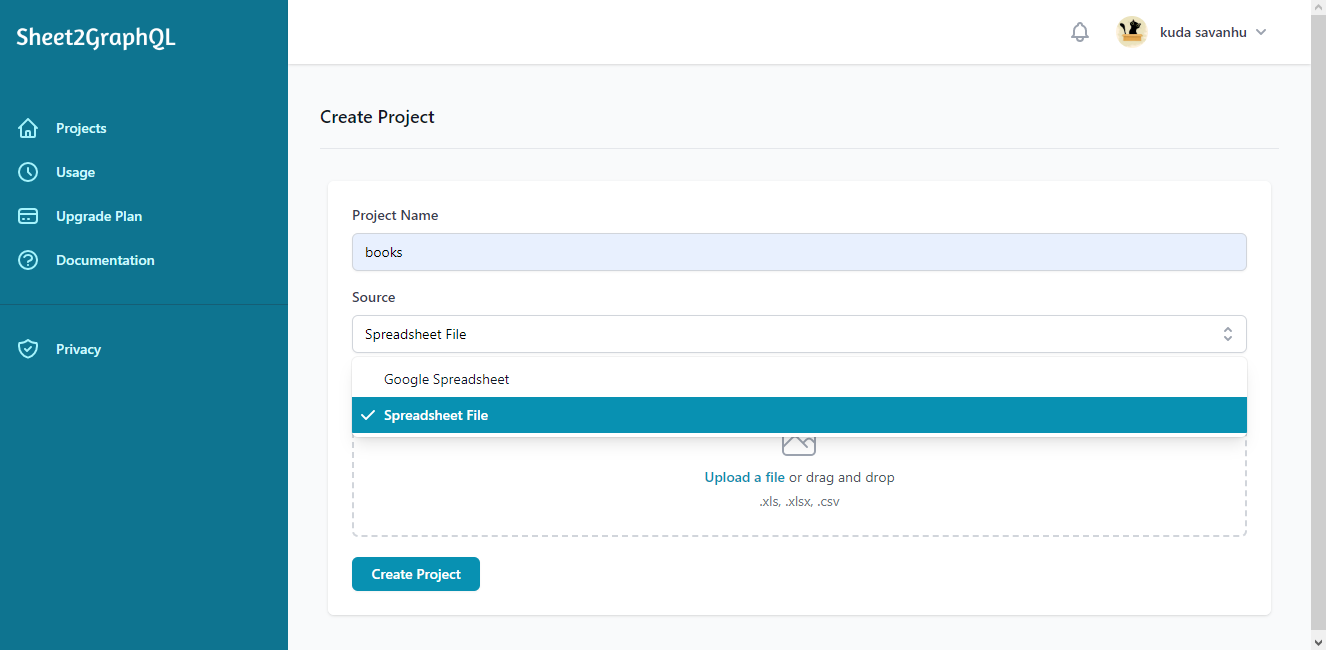 Sheet2GraphQL
kuda savanhu
Projects
Usage
Upgrade Plan
Documentation
Privacy
Create Project
Project Name
books
Source
Spreadsheet File
Google Spreadsheet
Spreadsheet File
Upload a file or drag and drop
.xls, .xlsx, .csv
Create Project